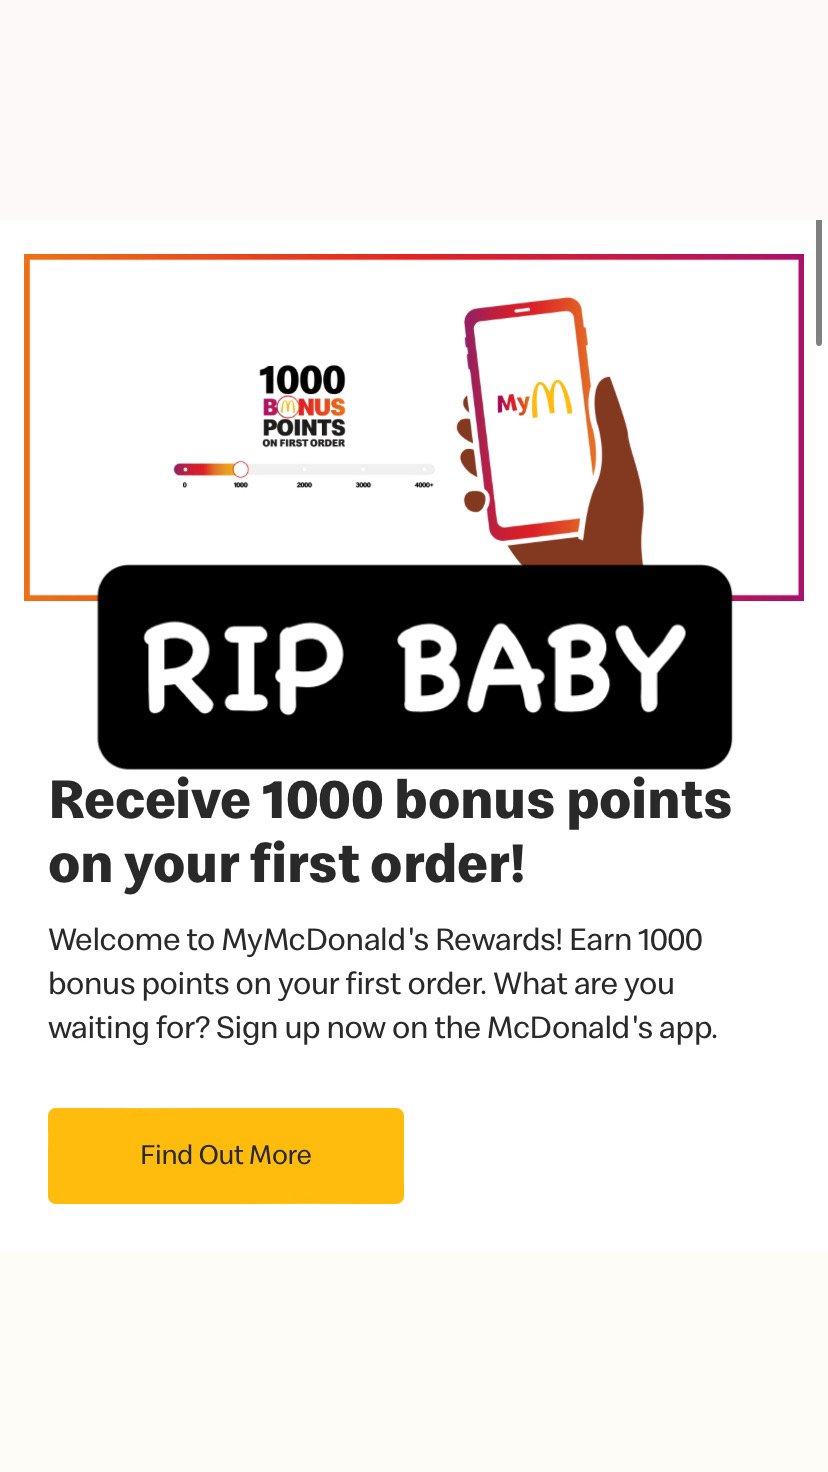 1000
BONUS
POINTS
ON FIRST ORDER
0 1000 2000 3000 4000+
My
RIP BABY
Receive 1000 bonus points
on your first order!
Welcome to MyMcDonald's Rewards! Earn 1000
bonus points on your first order. What are you
waiting for? Sign up now on the McDonald's app.
Find Out More